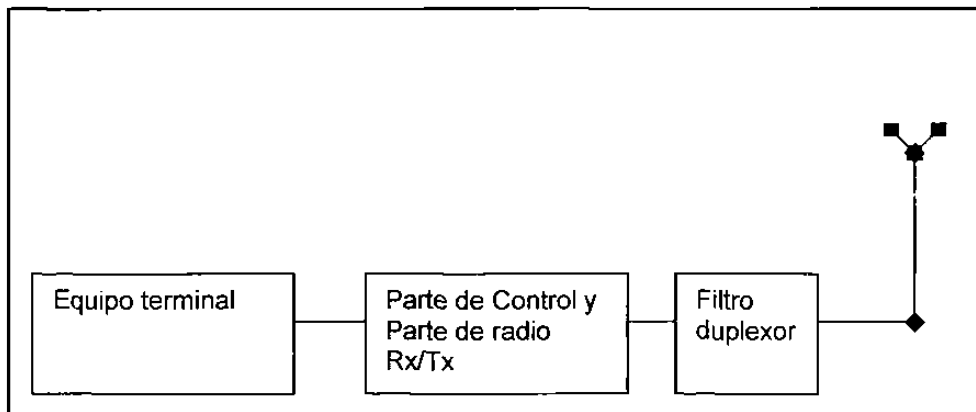 Equipo terminal
Parte de Control y
Parte de radio
Rx/Tx
Filtro
duplexor